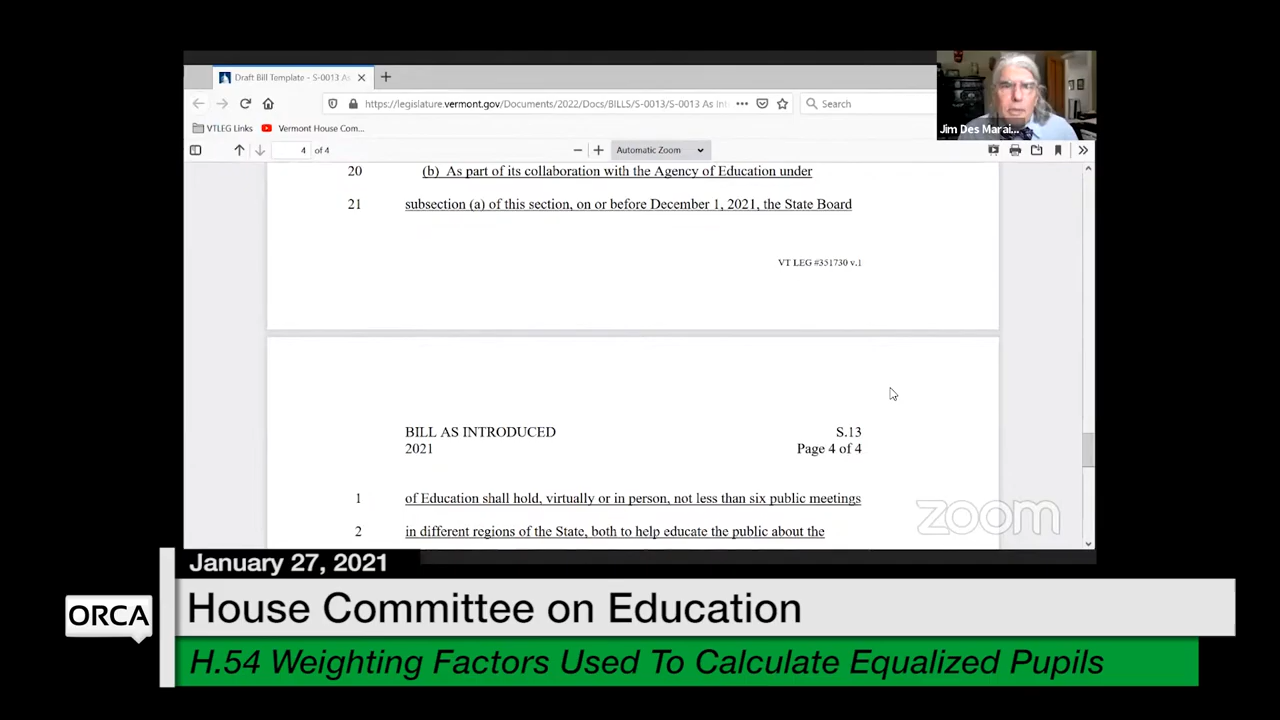 Draft Bill Template - S-0013 As
https://legislature.vermont.gov/Documents/2022/Docs/BILLS/S-0013/S-0013 As Int
Search
VTLEG Links
Vermont House Com...
Jim Des Marai...
4 of 4
Automatic Zoom
20 (b) As part of its collaboration with the Agency of Education under
21 subsection (a) of this section, on or before December 1, 2021, the State Board
VT LEG #351730 v.1
BILL AS INTRODUCED S.13
2021 Page 4 of 4
1 of Education shall hold, virtually or in person, not less than six public meetings
2 in different regions of the State, both to help educate the public about the
zoom
January 27, 2021
ORCA
House Committee on Education
H.54 Weighting Factors Used To Calculate Equalized Pupils